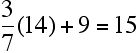 3/7(14) + 9 = 15